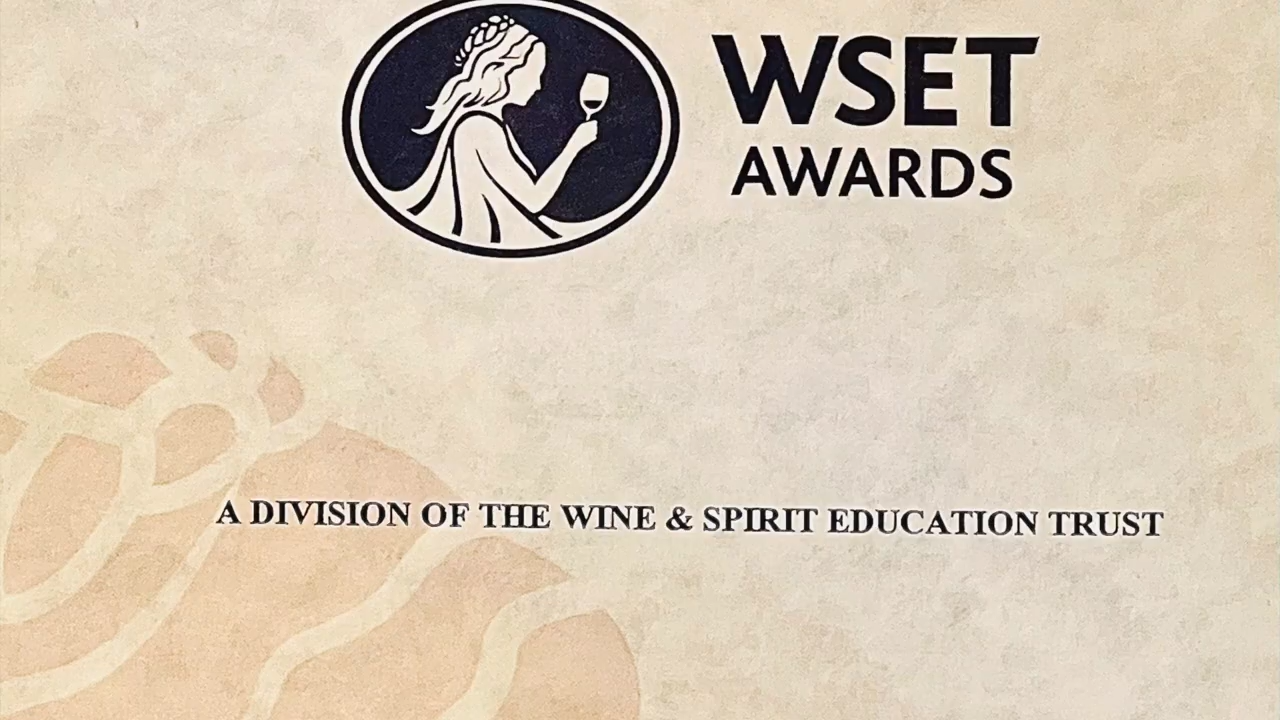 WSET
AWARDS
A DIVISION OF THE WINE & SPIRIT EDUCATION TRUST